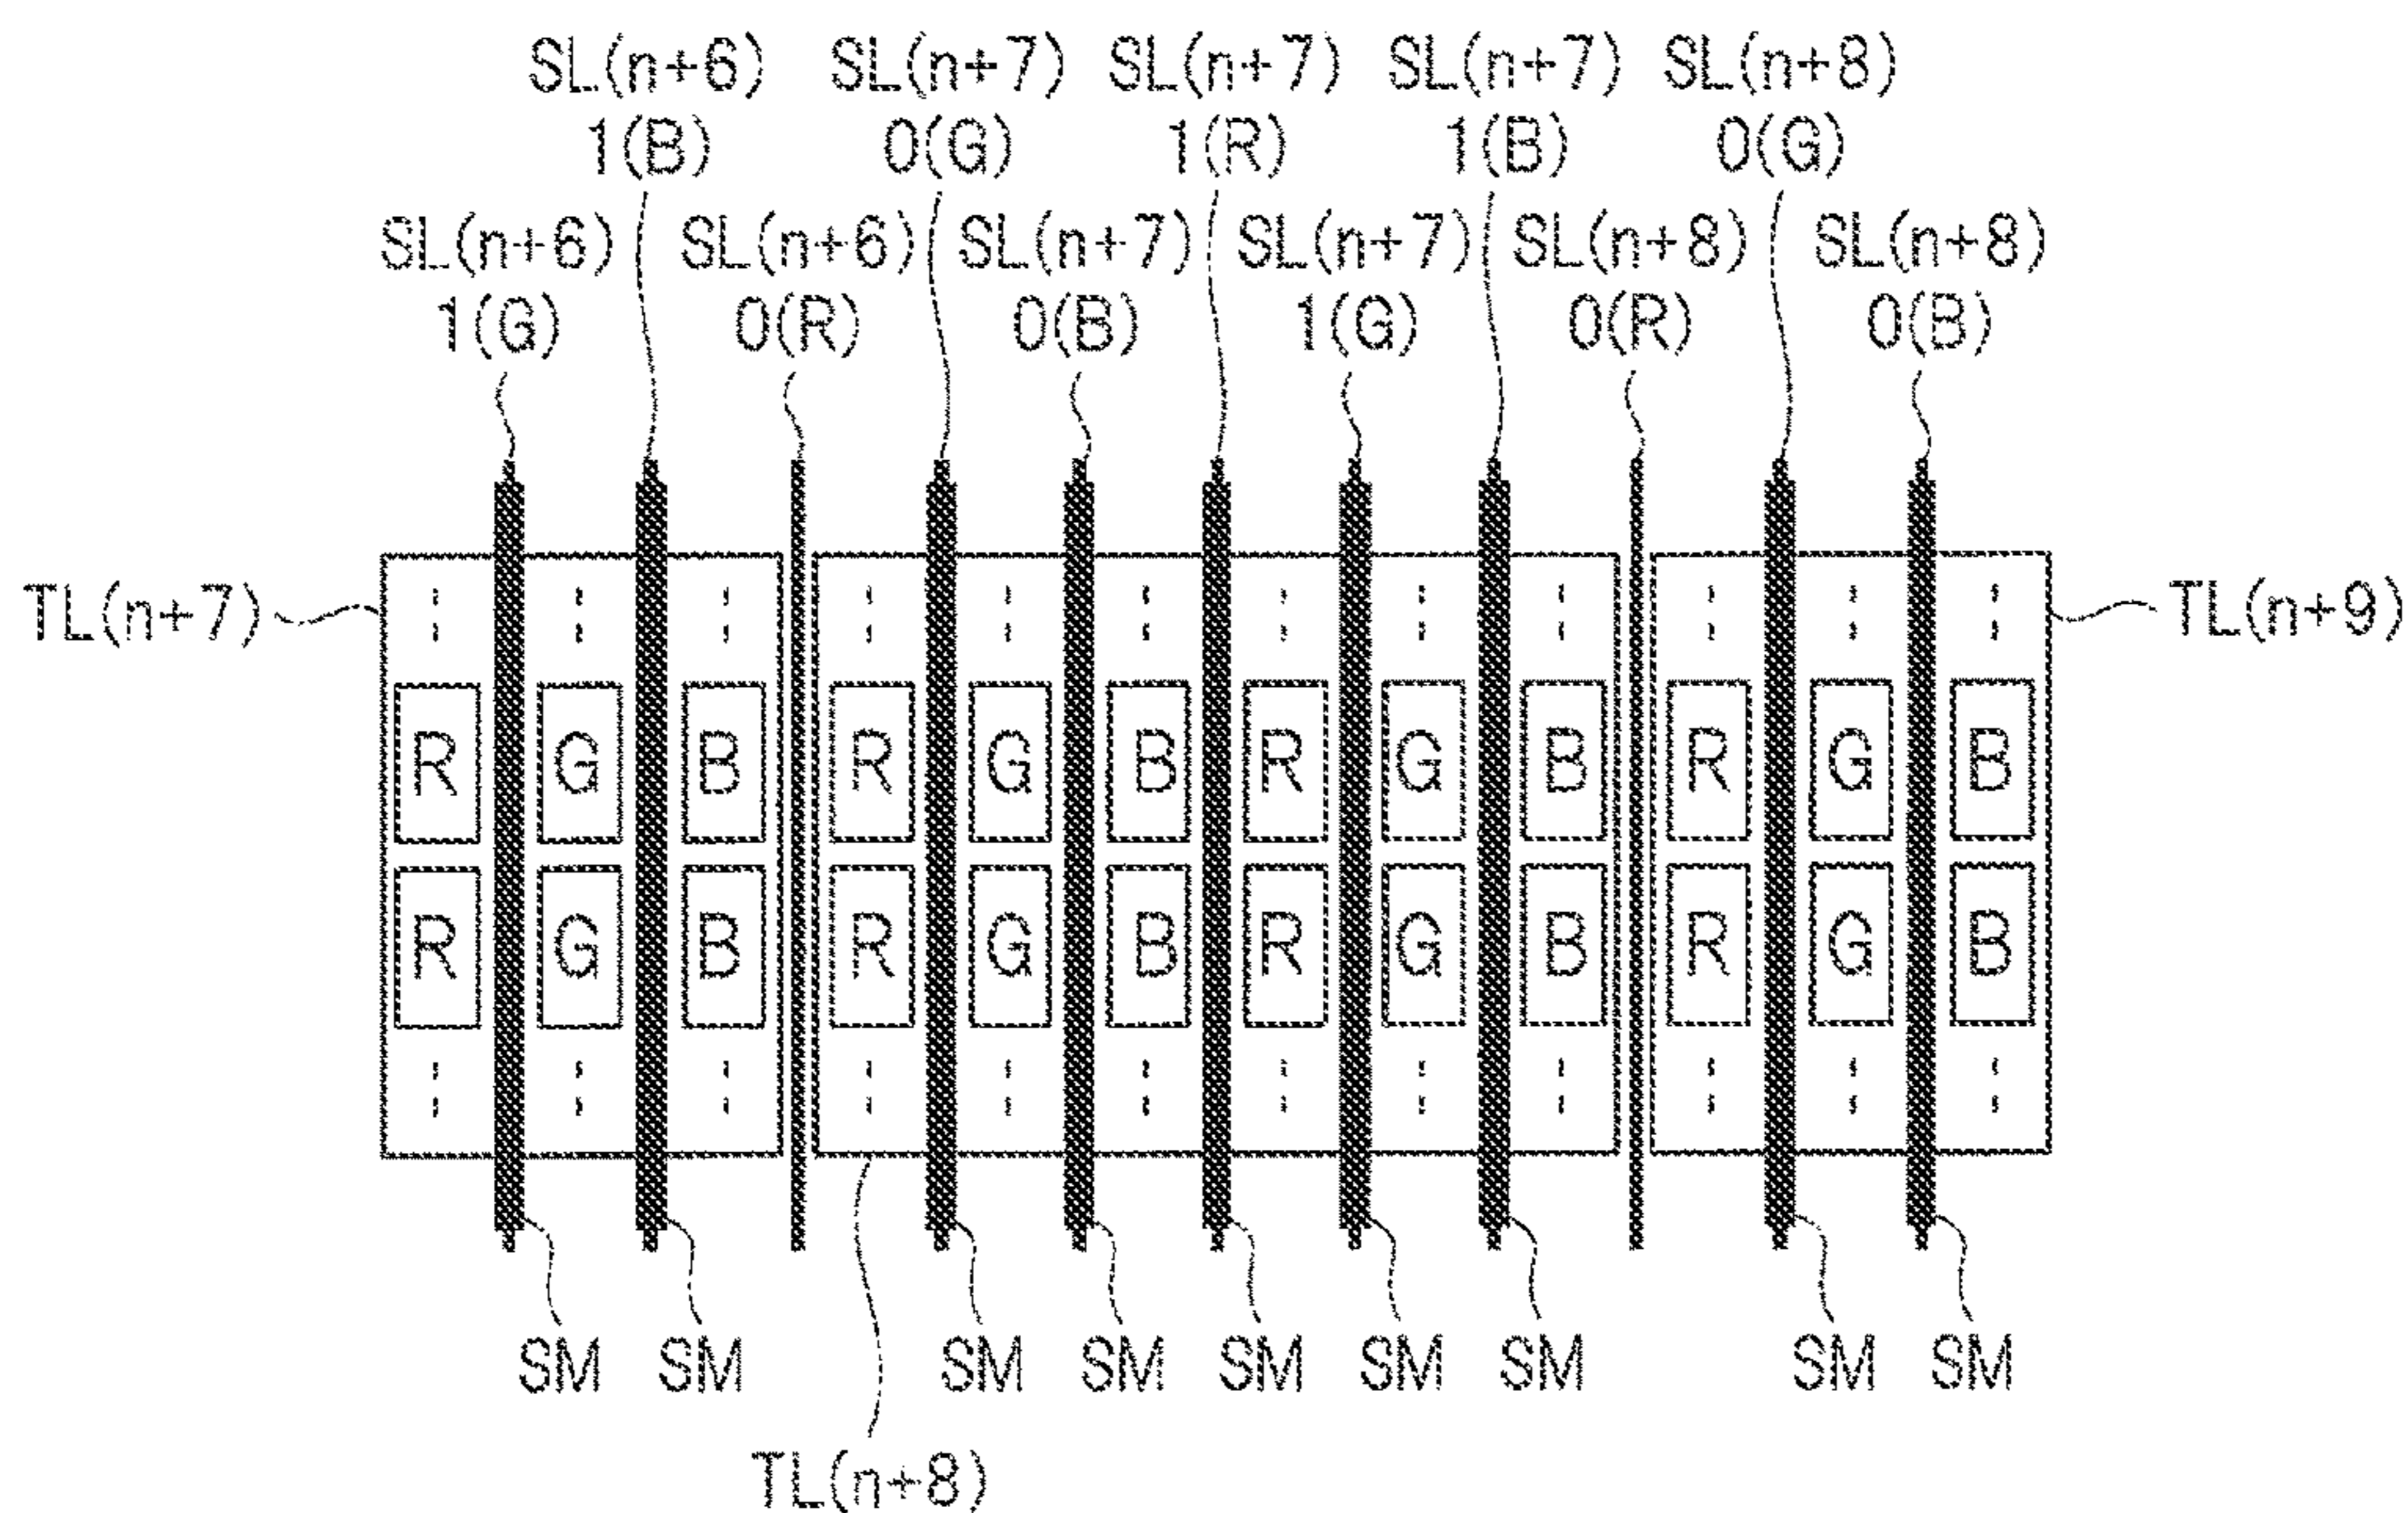 SL(n+6) SL(n+7) SL(n+7) SL(n+7) SL(n+8)
1(B) 0(G) 1(R) 1(B) 0(G)
SL(n+6) SL(n+6) SL(n+7) SL(n+7) SL(n+8) SL(n+8)
1(G) 0(R) 0(B) 1(G) 0(R) 0(B)
TL(n+7) TL(n+9)
R G B R G B R G B R G B
R G B R G B R G B R G B
SM SM SM SM SM SM SM SM SM
TL(n+8)